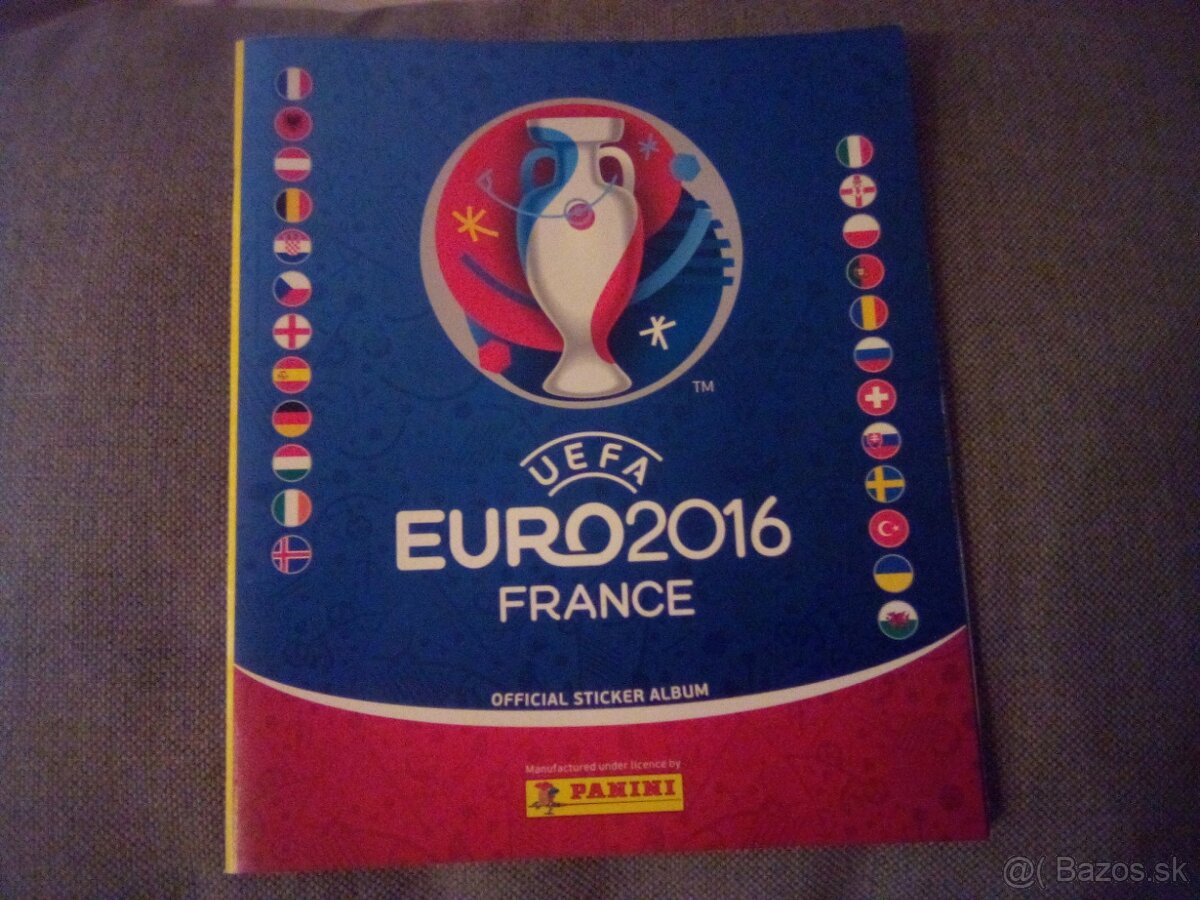 TM
UEFA
EURO2016
FRANCE
OFFICIAL STICKER ALBUM
Manufactured under licence by
PANINI
@( Bazos.sk